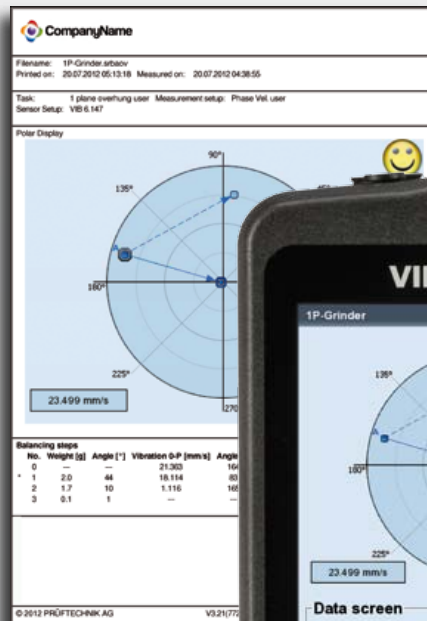 CompanyName
Filename: 1P-Grinder.srbaov
Printed on: 20.07.2012 05:13:18 Measured on: 20.07.2012 04:38:55
Task: 1 plane overhung user Measurement setup: Phase Vel. user
Sensor Setup: VIB 6.147
Polar Display
90°
135°
A
180°
225°
270
23.499 mm/s
Balancing steps
No. Weight [g] Angle [°] Vibration 0-P [mm/s] Angle
0 --- --- 21.363 164
* 1 2.0 44 18.114 83
2 1.7 10 1.116 165
3 0.1 1 --- ---
© 2012 PRÜFTECHNIK AG
VI
1P-Grinder
135°
A
180°
225°
23.499 mm/s
Data screen